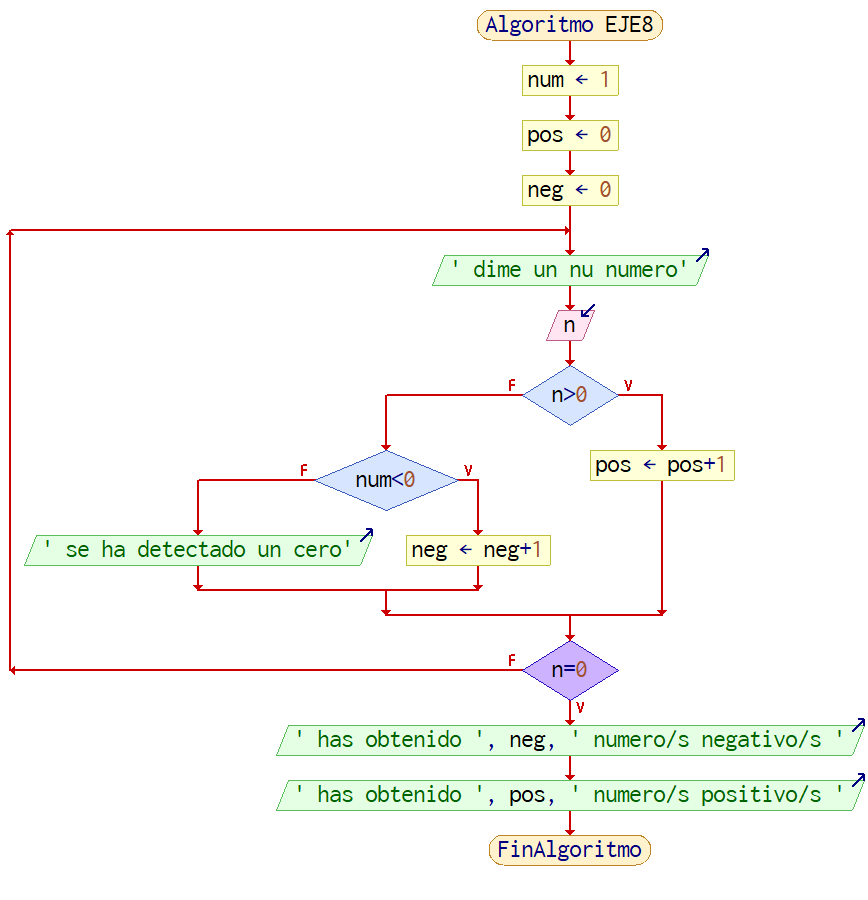 Algoritmo EJE8
num ← 1
pos ← 0
neg ← 0
' dime un nu numero'
n
n>0
F
V
pos ← pos+1
num<0
F
V
' se ha detectado un cero'
neg ← neg+1
n=0
F
V
' has obtenido ', neg, ' numero/s negativo/s '
' has obtenido ', pos, ' numero/s positivo/s '
FinAlgoritmo